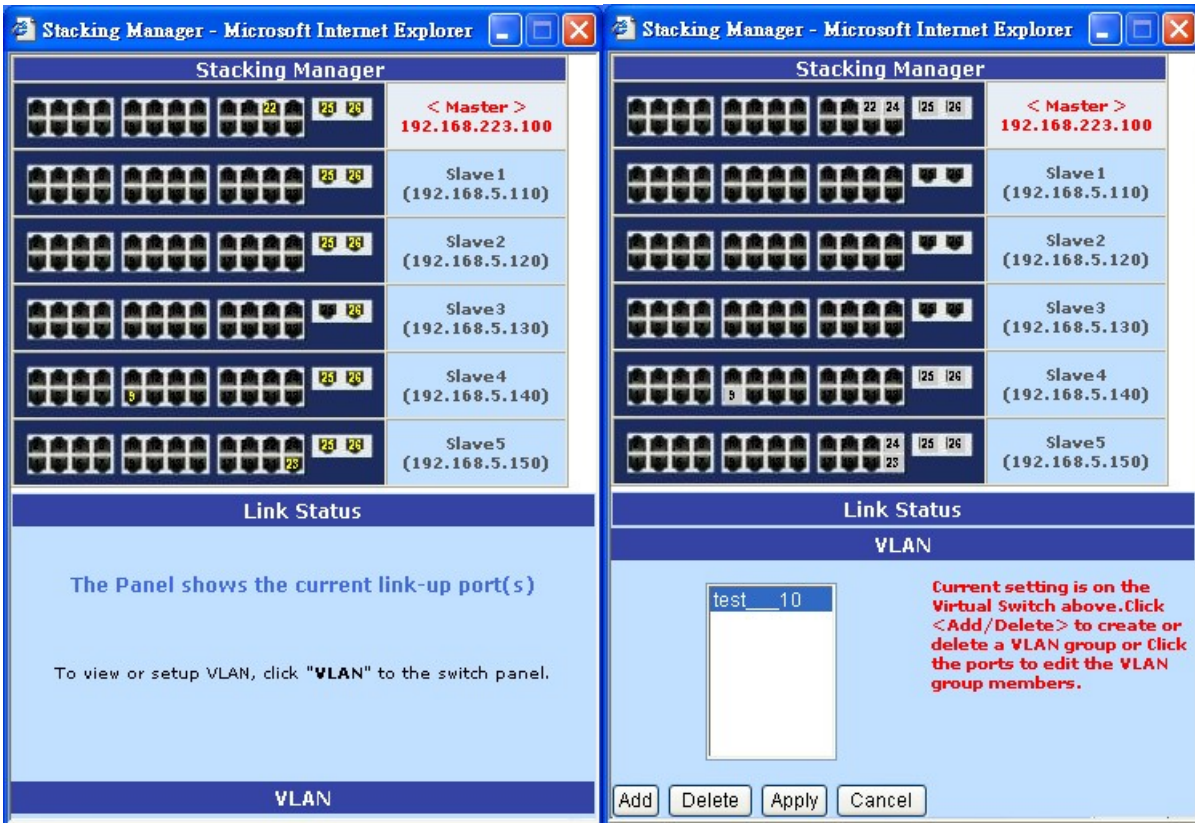 Stacking Manager - Microsoft Internet Explorer
Stacking Manager
22 25 26
< Master >
192.168.223.100
25 26
Slave1
(192.168.5.110)
25 26
Slave2
(192.168.5.120)
25 26
Slave3
(192.168.5.130)
25 26
9
Slave4
(192.168.5.140)
25 26
23
Slave5
(192.168.5.150)
Link Status
The Panel shows the current link-up port(s)
To view or setup VLAN, click "VLAN" to the switch panel.
VLAN
Stacking Manager - Microsoft Internet Explorer
Stacking Manager
22 24 25 26
< Master >
192.168.223.100
25 26
Slave1
(192.168.5.110)
25 26
Slave2
(192.168.5.120)
25 26
Slave3
(192.168.5.130)
25 26
9
Slave4
(192.168.5.140)
24 25 26
23
Slave5
(192.168.5.150)
Link Status
VLAN
test___10
Current setting is on the
Virtual Switch above.Click
<Add/Delete> to create or
delete a VLAN group or Click
the ports to edit the VLAN
group members.
Add Delete Apply Cancel